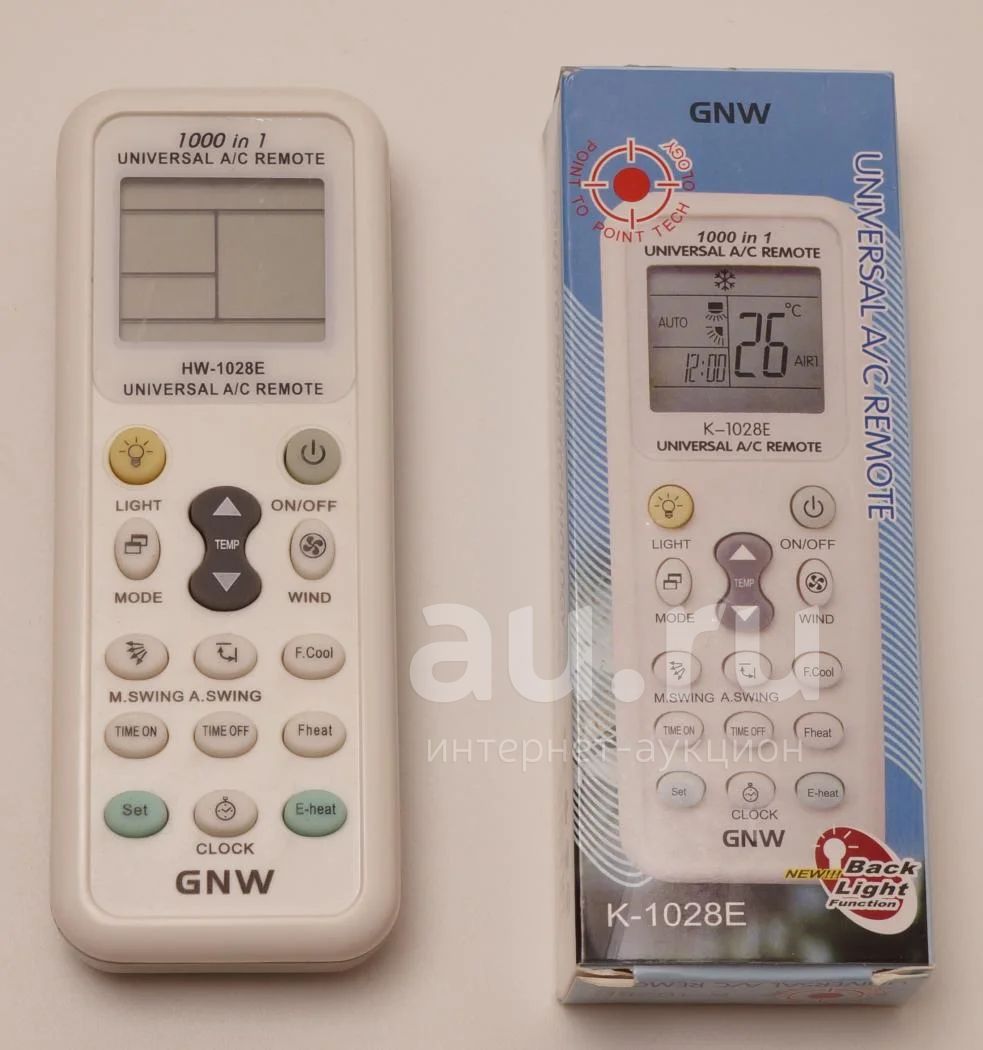 1000 in 1
UNIVERSAL A/C REMOTE
HW-1028E
UNIVERSAL A/C REMOTE
LIGHT
ON/OFF
TEMP
MODE
WIND
F.Cool
M.SWING A.SWING
TIME ON
TIME OFF
Fheat
Set
E-heat
CLOCK
GNW
GNW
POINT TO POINT TECHNOLOGY
UNIVERSAL A/C REMOTE
1000 in 1
UNIVERSAL A/C REMOTE
AUTO
12:00
26
°C
AIR1
K-1028E
UNIVERSAL A/C REMOTE
LIGHT
ON/OFF
TEMP
MODE
WIND
F.Cool
M.SWING A.SWING
TIME ON
TIME OFF
Fheat
Set
E-heat
CLOCK
GNW
NEW!!! Back
Light
Function
K-1028E
UNIVERSAL A/C REMO
au.ru
интернет-аукцион